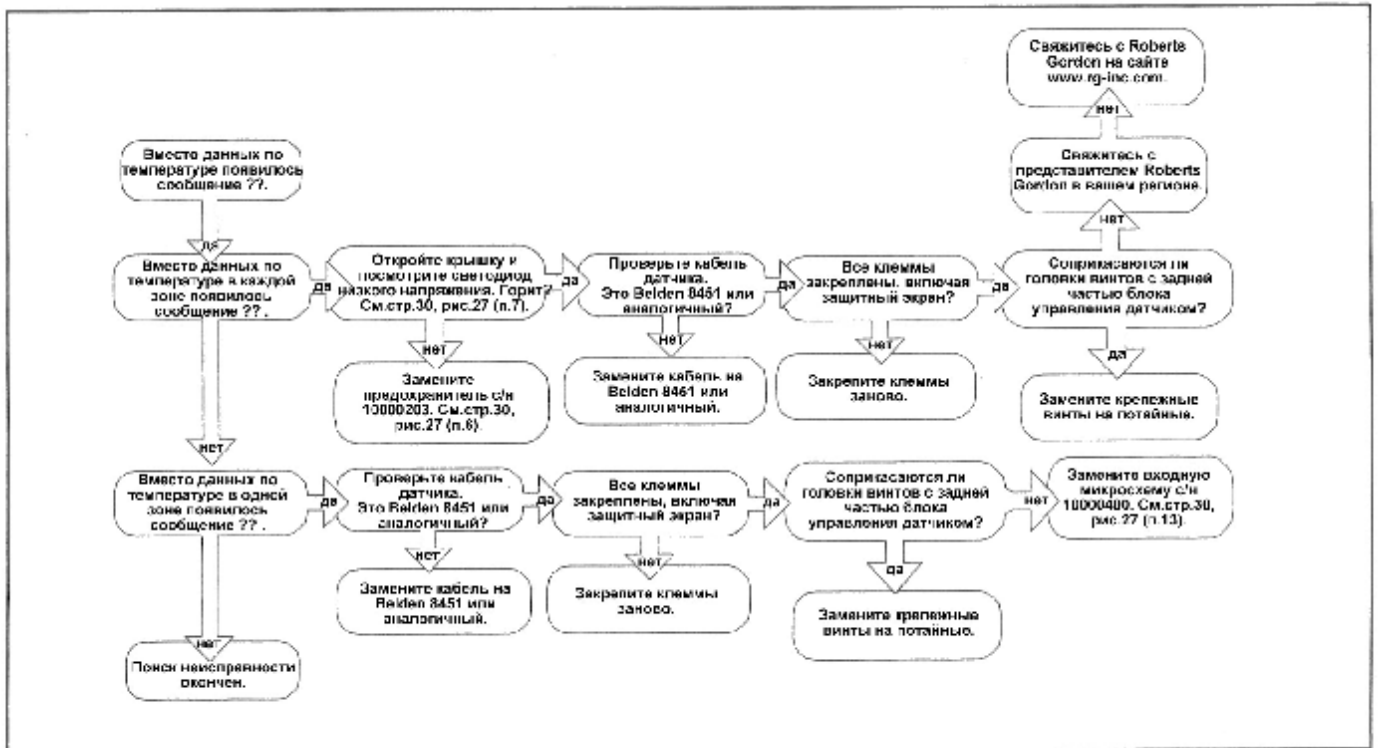 Свяжитесь с Roberts
Gordon на сайте
www.rg-inc.com.
нет
Свяжитесь с
представителем Roberts
Gordon в вашем регионе.
нет
Вместо данных по
температуре появилось
сообщение ??.
да
Вместо данных по
температуре в каждой
зоне появилось
сообщение ?? .
да
Откройте крышку и
посмотрите светодиод
низкого напряжения. Горит?
См.стр.30, рис.27 (п.7).
да
Проверьте кабель
датчика.
Это Belden 8451 или
аналогичный?
да
Все клеммы
закреплены, включая
защитный экран?
да
Соприкасаются ли
головки винтов с задней
частью блока
управления датчиком?
нет
Замените
предохранитель с/н
10000203. См.стр.30,
рис.27 (п.6).
нет
Замените кабель на
Belden 8451 или
аналогичный.
нет
Закрепите клеммы
заново.
да
Замените крепежные
винты на потайные.
нет
Вместо данных по
температуре в одной
зоне появилось
сообщение ?? .
да
Проверьте кабель
датчика.
Это Belden 8451 или
аналогичный?
да
Все клеммы
закреплены, включая
защитный экран?
да
Соприкасаются ли
головки винтов с задней
частью блока
управления датчиком?
нет
Замените входную
микросхему с/н
10000400. См.стр.30,
рис.27 (п.13).
нет
Замените кабель на
Belden 8451 или
аналогичный.
нет
Закрепите клеммы
заново.
да
Замените крепежные
винты на потайные.
нет
Поиск неисправности
окончен.